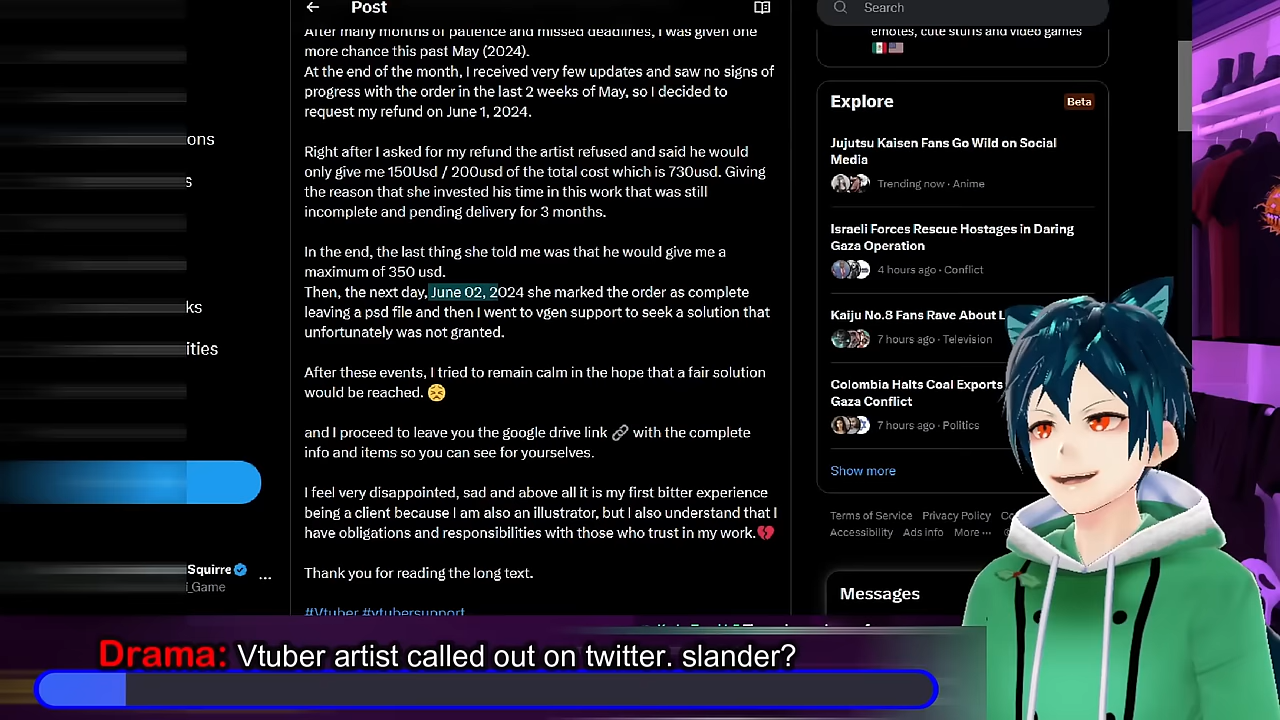 Post
Search
After many months of patience and missed deadlines, I was given one
more chance this past May (2024).
At the end of the month, I received very few updates and saw no signs of
progress with the order in the last 2 weeks of May, so I decided to
request my refund on June 1, 2024.
Right after I asked for my refund the artist refused and said he would
only give me 150Usd / 200usd of the total cost which is 730usd. Giving
the reason that she invested his time in this work that was still
incomplete and pending delivery for 3 months.
In the end, the last thing she told me was that he would give me a
maximum of 350 usd.
Then, the next day, June 02, 2024 she marked the order as complete
leaving a psd file and then I went to vgen support to seek a solution that
unfortunately was not granted.
After these events, I tried to remain calm in the hope that a fair solution
would be reached. 😣
and I proceed to leave you the google drive link 🔗 with the complete
info and items so you can see for yourselves.
I feel very disappointed, sad and above all it is my first bitter experience
being a client because I am also an illustrator, but I also understand that I
have obligations and responsibilities with those who trust in my work.💔
Thank you for reading the long text.
#Vtuber #vtubersupport
ons
s
ks
ities
Squirre
_Game
emotes, cute stuffs and video games
🇲🇽 🇺🇸
Explore
Beta
Jujutsu Kaisen Fans Go Wild on Social
Media
Trending now · Anime
Israeli Forces Rescue Hostages in Daring
Gaza Operation
4 hours ago · Conflict
Kaiju No.8 Fans Rave About L
7 hours ago · Television
Colombia Halts Coal Exports
Gaza Conflict
7 hours ago · Politics
Show more
Terms of Service Privacy Policy Co
Accessibility Ads info More ···
Messages
Drama: Vtuber artist called out on twitter. slander?